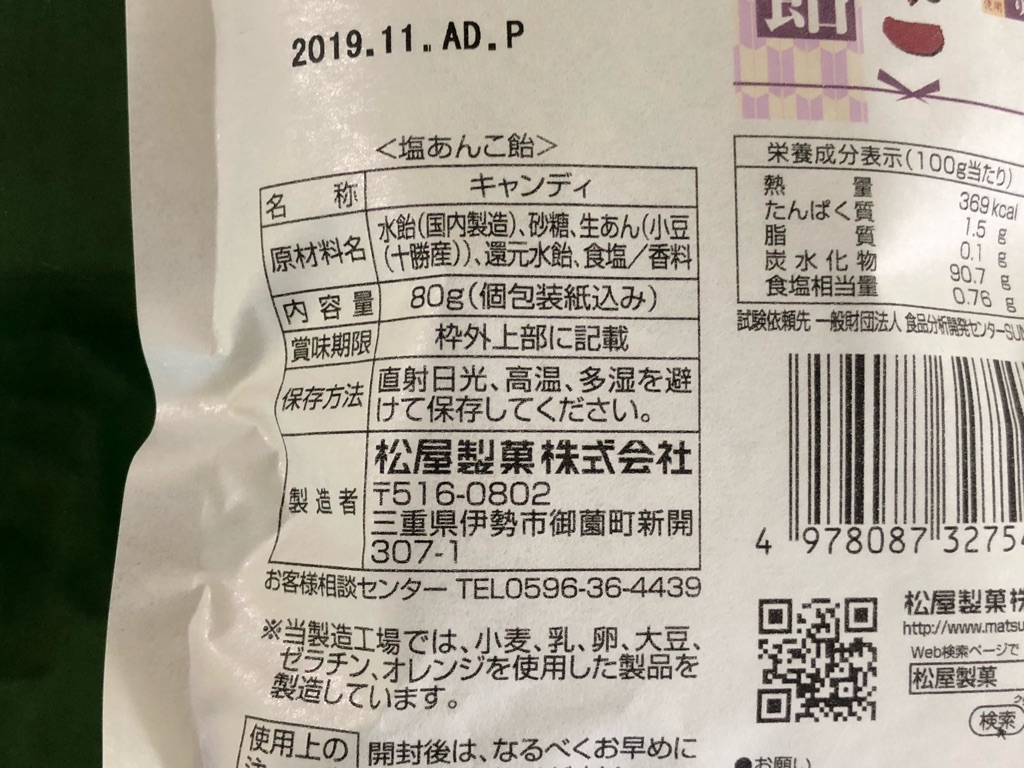 2019.11. AD.P
飴
<塩あんこ飴>
名 称 キャンディ
原材料名 水飴(国内製造)、砂糖、生あん(小豆
(十勝産))、還元水飴、食塩/香料
内容量 80g(個包装紙込み)
賞味期限 枠外上部に記載
保存方法 直射日光、高温、多湿を避
けて保存してください。
製造者 松屋製菓株式会社
〒516-0802
三重県伊勢市御薗町新開
307-1
お客様相談センター TEL0596-36-4439
※当製造工場では、小麦、乳、卵、大豆、
ゼラチン、オレンジを使用した製品を
製造しています。
使用上の
開封後は、なるべくお早めに
栄養成分表示(100g当たり)
熱 量 369kcal
たんぱく質 1.5 g
脂 質 0.1 g
炭水化物 90.7 g
食塩相当量 0.76 g
試験依頼先 一般財団法人 食品分析開発センターSUN
4 978087 32754
松屋製菓株
http://www.matsu
Web検索ページで
松屋製菓
検索
●お願い